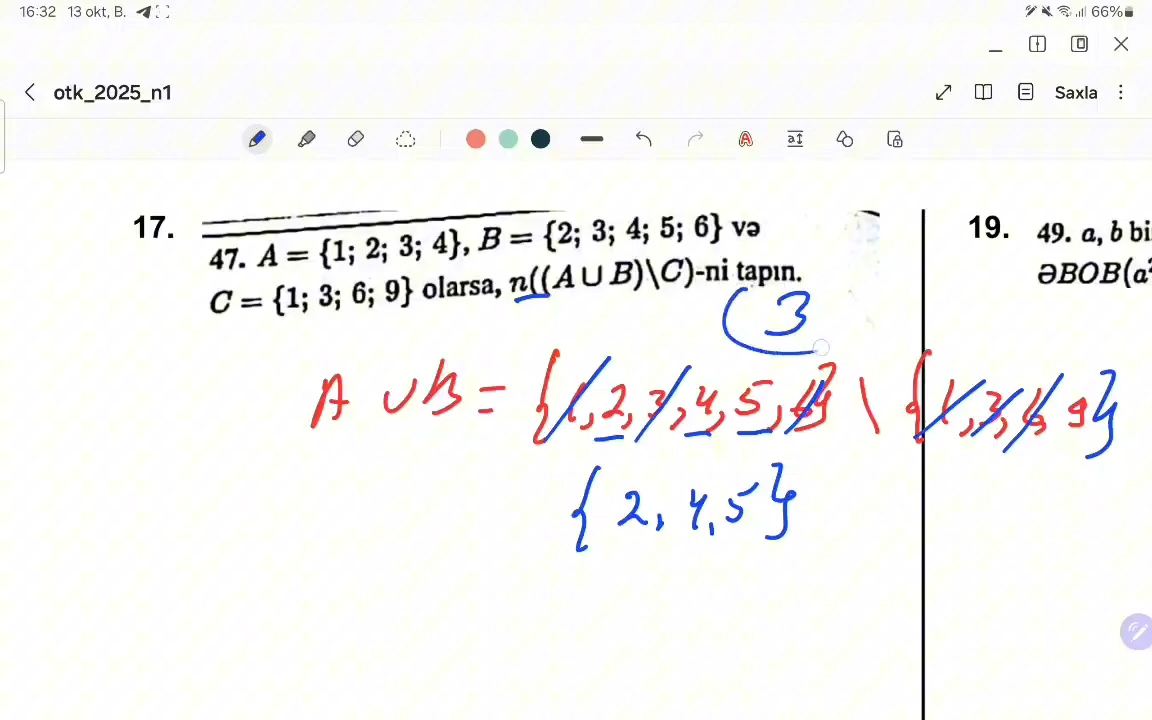 16:32 13 okt, B. 66%
otk_2025_n1 Saxla
17.
47. A = {1; 2; 3; 4}, B = {2; 3; 4; 5; 6} və
C = {1; 3; 6; 9} olarsa, n((A ∪ B)\C)-ni tapın.
19.
49. a, b bi
ƏBOB(a²
(3
A ∪ B = {1, 2, 3, 4, 5, 6} \ {1, 3, 6, 9}
{2, 4, 5}